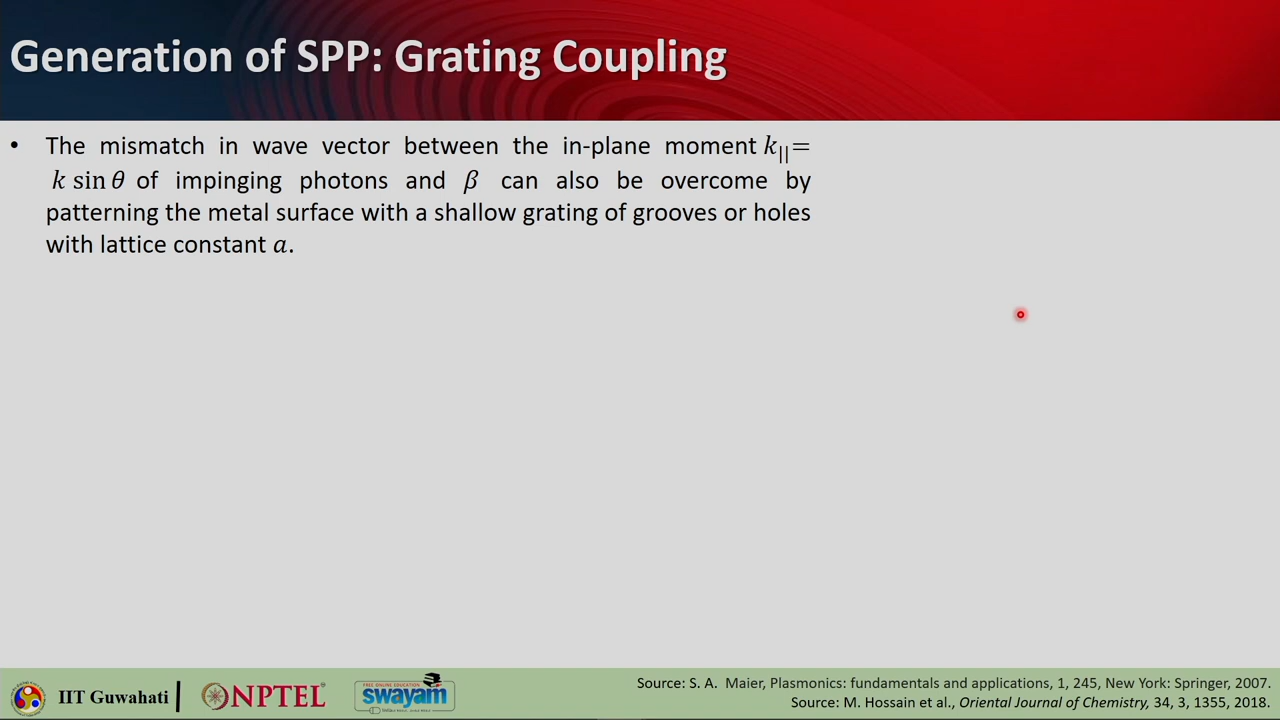 Generation of SPP: Grating Coupling
• The mismatch in wave vector between the in-plane moment k||=
k sin θ of impinging photons and β can also be overcome by
patterning the metal surface with a shallow grating of grooves or holes
with lattice constant a.
IIT Guwahati
NPTEL
swayam
Source: S. A. Maier, Plasmonics: fundamentals and applications, 1, 245, New York: Springer, 2007.
Source: M. Hossain et al., Oriental Journal of Chemistry, 34, 3, 1355, 2018.